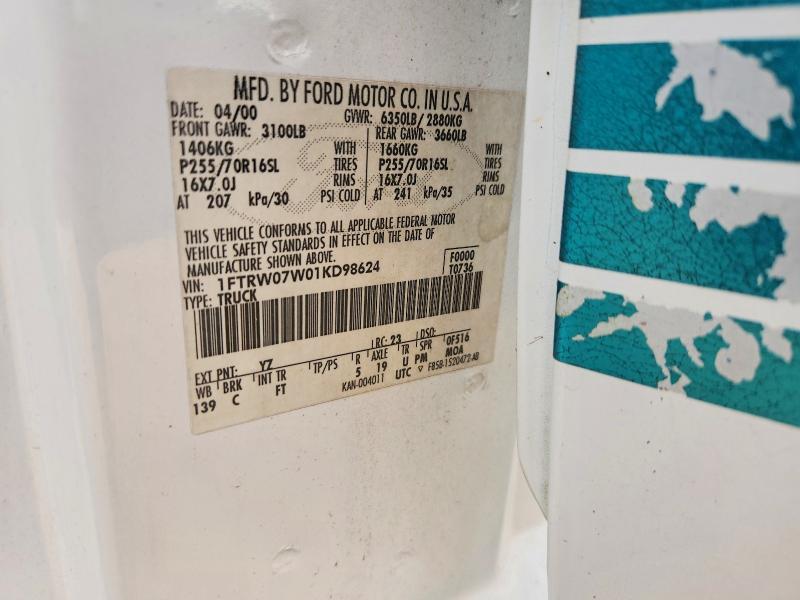 MFD. BY FORD MOTOR CO. IN U.S.A.
DATE: 04/00 GVWR: 6350LB/ 2880KG
FRONT GAWR: 3100LB REAR GAWR: 3660LB
1406KG WITH 1660KG WITH
P255/70R16SL TIRES P255/70R16SL TIRES
16X7.0J RIMS 16X7.0J RIMS
AT 207 kPa/30 PSI COLD AT 241 kPa/35 PSI COLD
THIS VEHICLE CONFORMS TO ALL APPLICABLE FEDERAL MOTOR
VEHICLE SAFETY STANDARDS IN EFFECT ON THE DATE OF
MANUFACTURE SHOWN ABOVE.
VIN: 1FTRW07W01KD98624 F0000
TYPE: TRUCK T0736
EXT PNT: YZ RC: 23 DSO:
WB BRK INT TR TP/PS R AXLE TR SPR 0F516
139 C FT 5 19 U PM MOA
KAN-004011 UTC ▽ F85B-1520472-AB